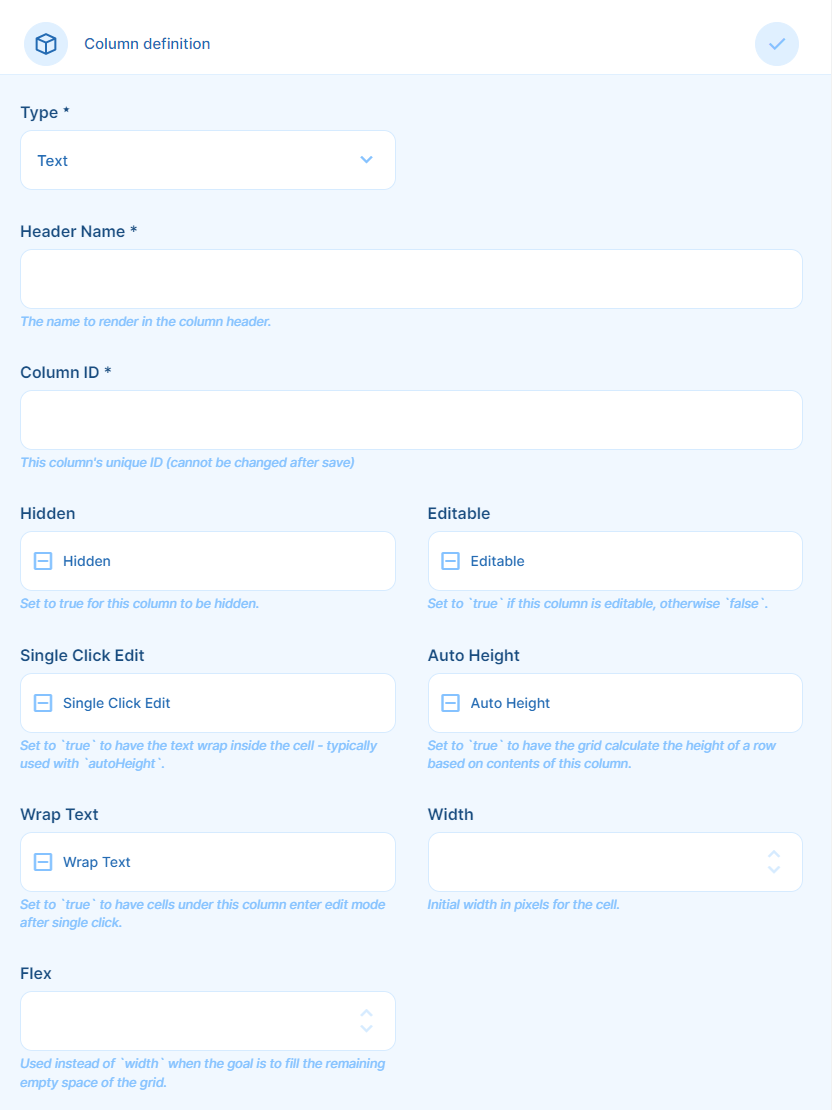 Column definition
Type *
Text
Header Name *
The name to render in the column header.
Column ID *
This column's unique ID (cannot be changed after save)
Hidden
Editable
Hidden
Editable
Set to true for this column to be hidden.
Set to `true` if this column is editable, otherwise `false`.
Single Click Edit
Auto Height
Single Click Edit
Auto Height
Set to `true` to have the text wrap inside the cell - typically
used with `autoHeight`.
Set to `true` to have the grid calculate the height of a row
based on contents of this column.
Wrap Text
Width
Wrap Text
Set to `true` to have cells under this column enter edit mode
after single click.
Initial width in pixels for the cell.
Flex
Used instead of `width` when the goal is to fill the remaining
empty space of the grid.